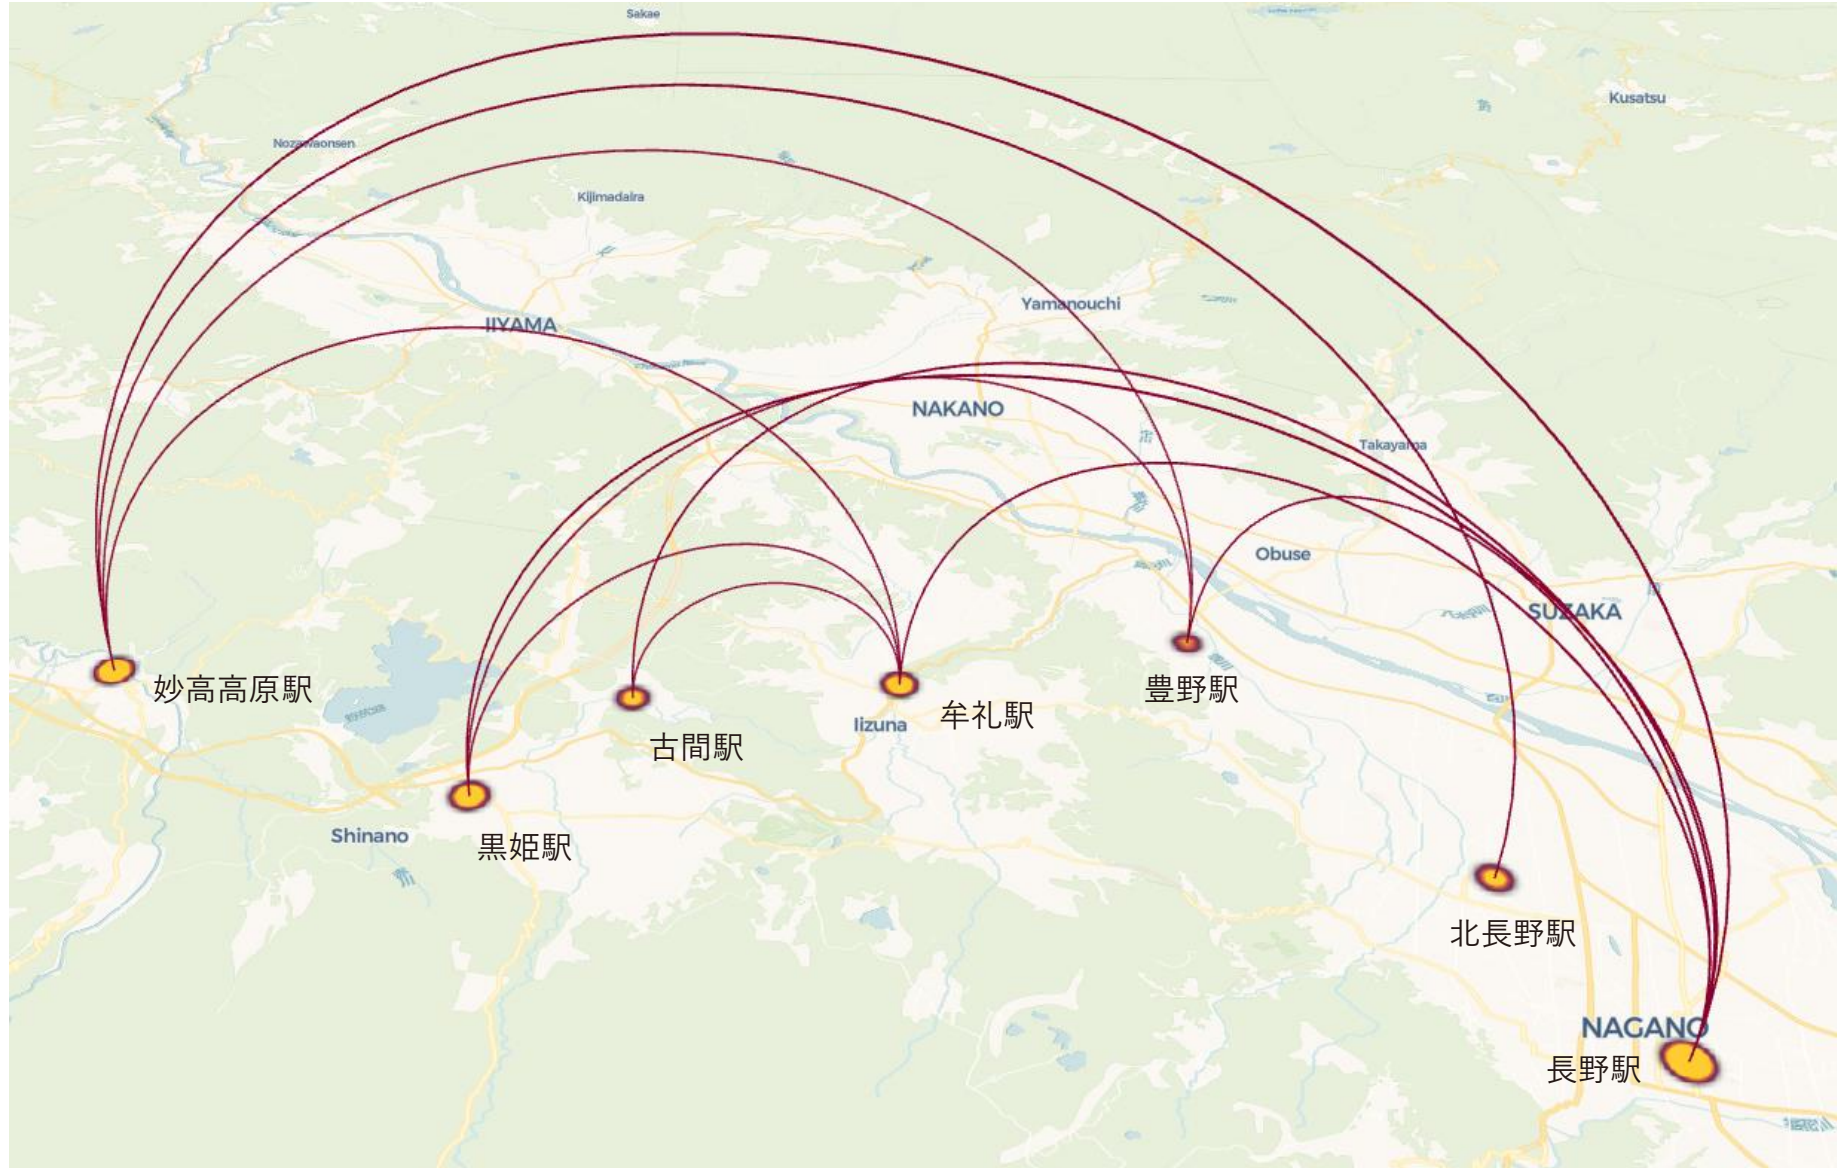 Sakae
Kusatsu
Nozawaonsen
Kijimadaira
Yamanouchi
IIYAMA
NAKANO
Takayama
Obuse
SUZAKA
妙高高原駅
豊野駅
牟礼駅
Iizuna
古間駅
Shinano
黒姫駅
北長野駅
NAGANO
長野駅